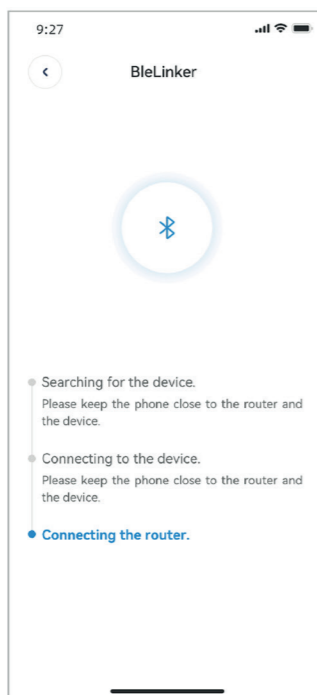 9:27
BleLinker
Searching for the device.
Please keep the phone close to the router and
the device.
Connecting to the device.
Please keep the phone close to the router and
the device.
Connecting the router.